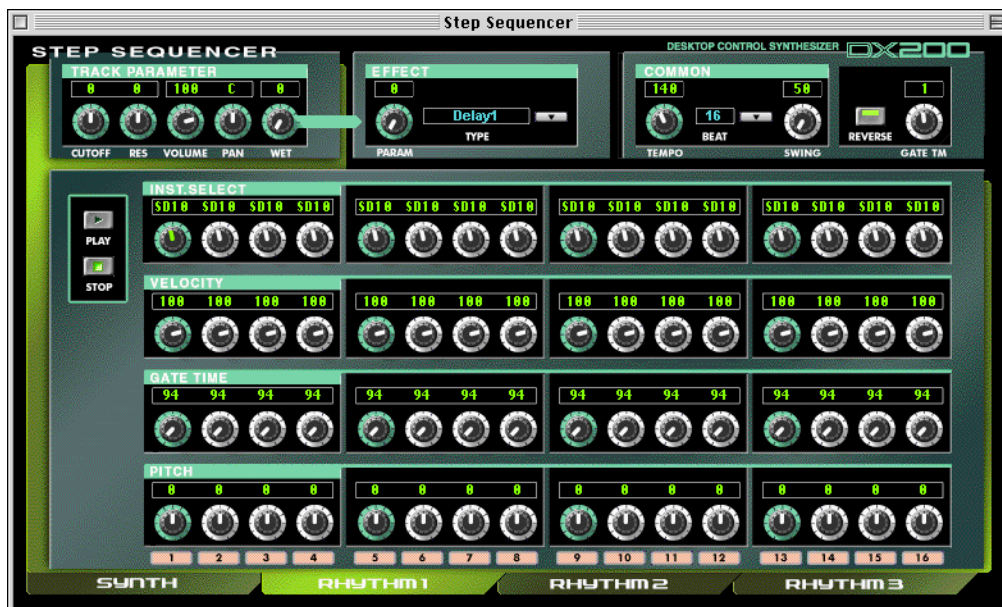 Step Sequencer
STEP SEQUENCER
DESKTOP CONTROL SYNTHESIZER DX200
TRACK PARAMETER
0 0 100 C 0
CUTOFF RES VOLUME PAN WET
EFFECT
0
Delay1
TYPE
PARAM
COMMON
140 16 50
BEAT
TEMPO SWING
1
REVERSE GATE TM
PLAY
STOP
INST.SELECT
SD10 SD10 SD10 SD10 SD10 SD10 SD10 SD10 SD10 SD10 SD10 SD10 SD10 SD10 SD10 SD10
VELOCITY
100 100 100 100 100 100 100 100 100 100 100 100 100 100 100 100
GATE TIME
94 94 94 94 94 94 94 94 94 94 94 94 94 94 94 94
PITCH
0 0 0 0 0 0 0 0 0 0 0 0 0 0 0 0
1 2 3 4 5 6 7 8 9 10 11 12 13 14 15 16
SYNTH RHYTHM 1 RHYTHM 2 RHYTHM 3